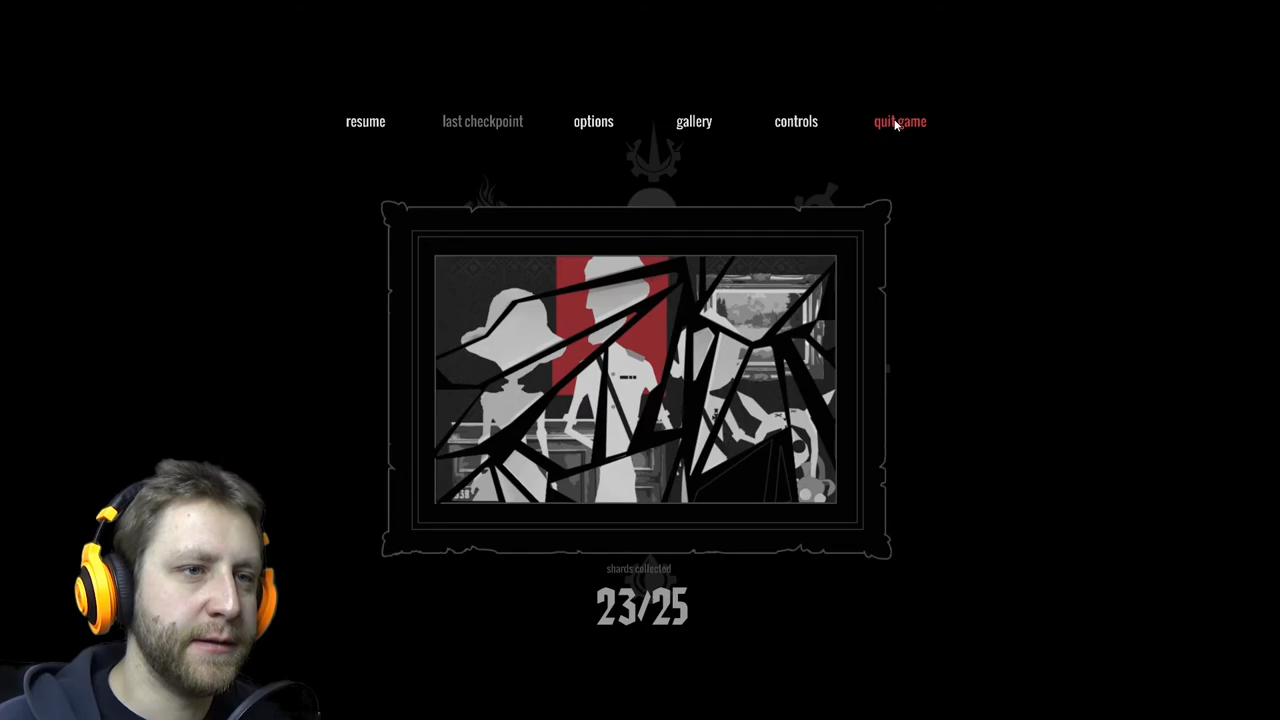 resume last checkpoint options gallery controls quit game
shards collected
23/25